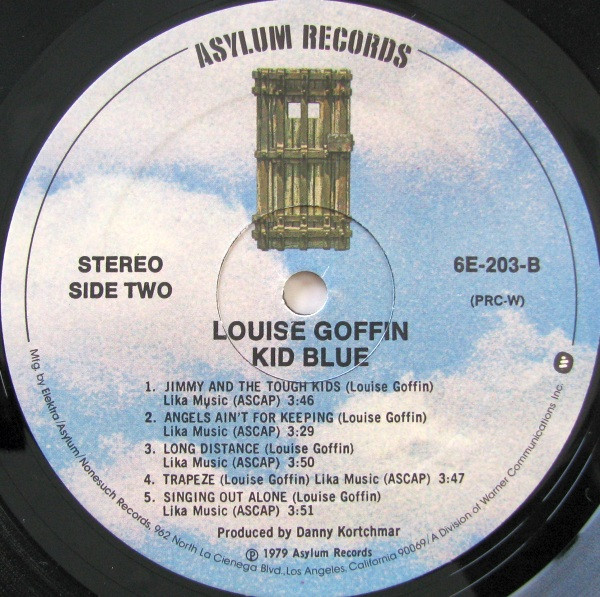 ASYLUM RECORDS
STEREO
SIDE TWO
6E-203-B
(PRC-W)
LOUISE GOFFIN
KID BLUE
1. JIMMY AND THE TOUGH KIDS (Louise Goffin)
Lika Music (ASCAP) 3:46
2. ANGELS AIN'T FOR KEEPING (Louise Goffin)
Lika Music (ASCAP) 3:29
3. LONG DISTANCE (Louise Goffin)
Lika Music (ASCAP) 3:50
4. TRAPEZE (Louise Goffin) Lika Music (ASCAP) 3:47
5. SINGING OUT ALONE (Louise Goffin)
Lika Music (ASCAP) 3:51
Produced by Danny Kortchmar
℗ 1979 Asylum Records
Mfg. by Elektra/Asylum/Nonesuch Records, 962 North La Cienega Blvd., Los Angeles, California 90069/A Division of Warner Communications Inc.